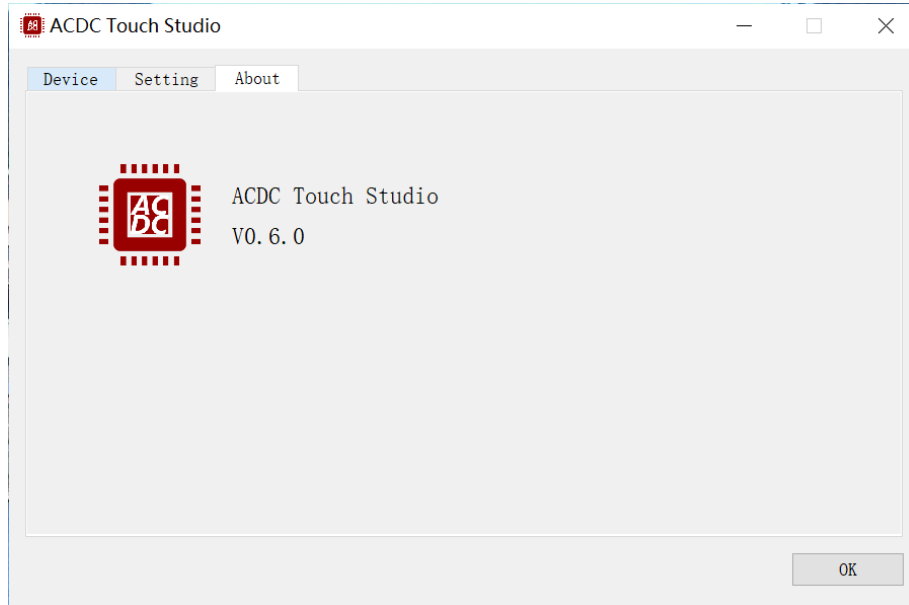 ACDC Touch Studio
Device Setting About
AC
DC
ACDC Touch Studio
V0.6.0
OK